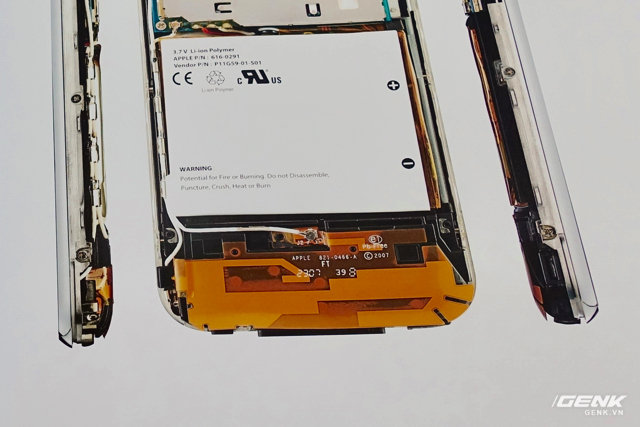 3.7 V Li-ion Polymer
APPLE P/N : 616-0291
Vendor P/N : P11G59-01-S01
CE
c UR US
Li-ion Polymer
WARNING
Potential for Fire or Burning. Do not Disassemble,
Puncture, Crush, Heat or Burn
APPLE 821-0466-A
©2007
FT
2307 398
GENK
GENK.VN